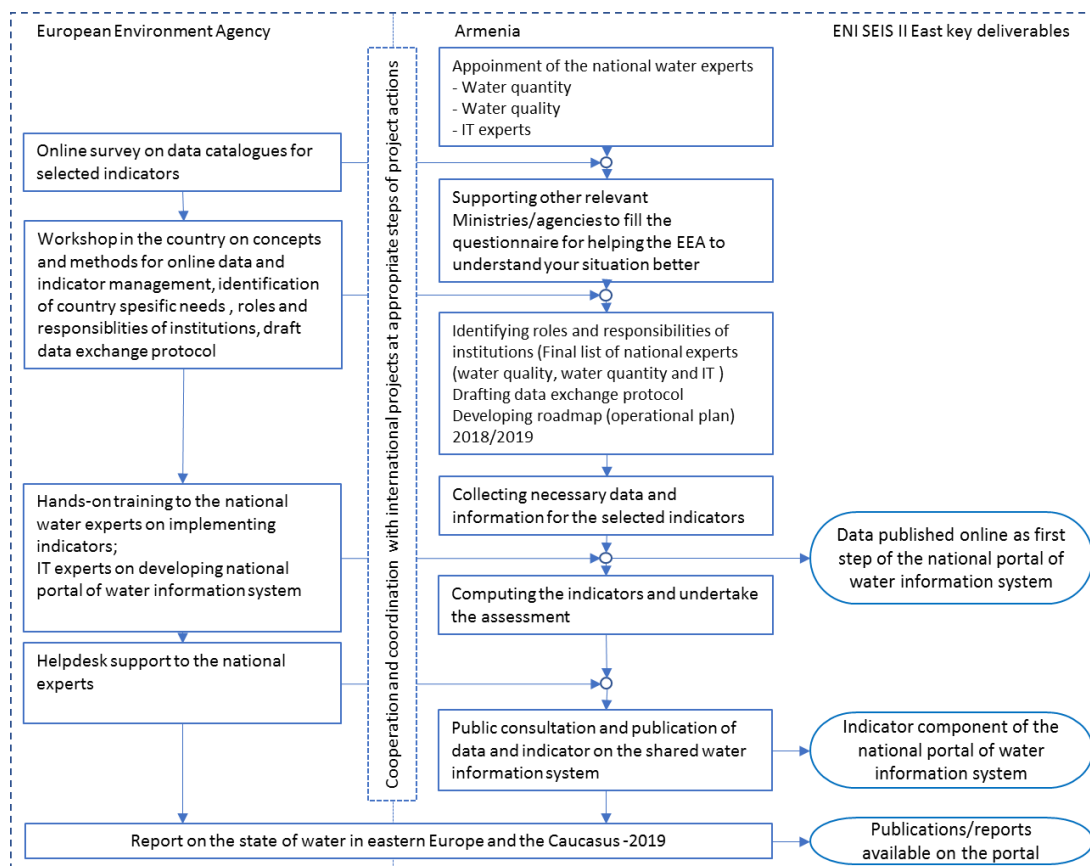 European Environment Agency
Armenia
ENI SEIS II East key deliverables
Cooperation and coordination with international projects at appropriate steps of project actions
Appoinment of the national water experts
- Water quantity
- Water quality
- IT experts
Online survey on data catalogues for
selected indicators
Supporting other relevant
Ministries/agencies to fill the
questionnaire for helping the EEA to
understand your situation better
Workshop in the country on concepts
and methods for online data and
indicator management, identification
of country spesific needs , roles and
responsiblities of institutions, draft
data exchange protocol
Identifying roles and responsibilities of
institutions (Final list of national experts
(water quality, water quantity and IT )
Drafting data exchange protocol
Developing roadmap (operational plan)
2018/2019
Collecting necessary data and
information for the selected indicators
Hands-on training to the national
water experts on implementing
indicators;
IT experts on developing national
portal of water information system
Data published online as first
step of the national portal of
water information system
Computing the indicators and undertake
the assessment
Helpdesk support to the national
experts
Public consultation and publication of
data and indicator on the shared water
information system
Indicator component of the
national portal of water
information system
Report on the state of water in eastern Europe and the Caucasus -2019
Publications/reports
available on the portal